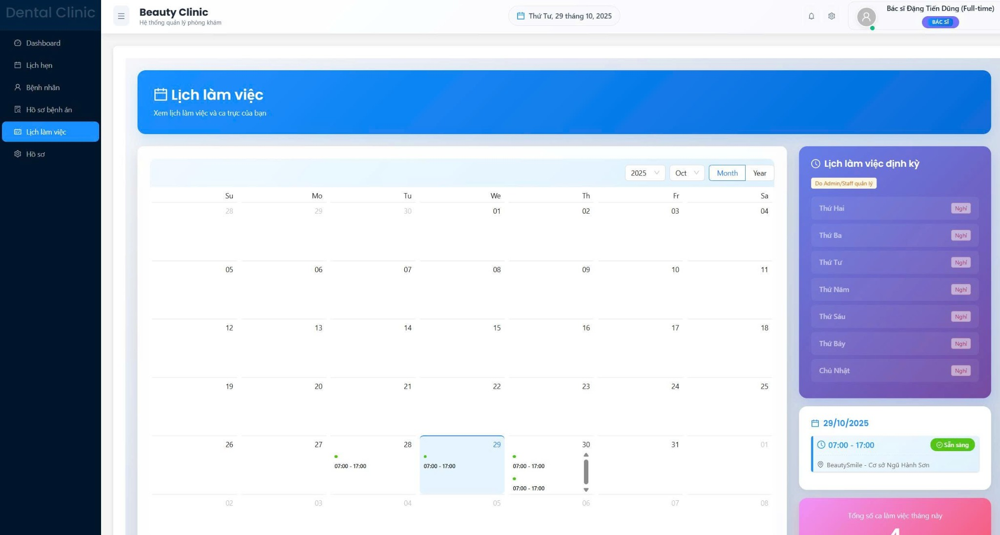 Dental Clinic
Dashboard
Lịch hẹn
Bệnh nhân
Hồ sơ bệnh án
Lịch làm việc
Hồ sơ
Beauty Clinic
Hệ thống quản lý phòng khám
Thứ Tư, 29 tháng 10, 2025
Bác sĩ Đặng Tiến Dũng (Full-time)
BÁC SĨ
Lịch làm việc
Xem lịch làm việc và ca trực của bạn
2025 Oct Month Year
Su Mo Tu We Th Fr Sa
28 29 30 01 02 03 04
05 06 07 08 09 10 11
12 13 14 15 16 17 18
19 20 21 22 23 24 25
26 27 28 29 30 31 01
07:00 - 17:00 07:00 - 17:00 07:00 - 17:00
07:00 - 17:00
02 03 04 05 06 07 08
Lịch làm việc định kỳ
Do Admin/Staff quản lý
Thứ Hai Nghỉ
Thứ Ba Nghỉ
Thứ Tư Nghỉ
Thứ Năm Nghỉ
Thứ Sáu Nghỉ
Thứ Bảy Nghỉ
Chủ Nhật Nghỉ
29/10/2025
07:00 - 17:00 Sẵn sàng
BeautySmile - Cơ sở Ngũ Hành Sơn
Tổng số ca làm việc tháng này
4